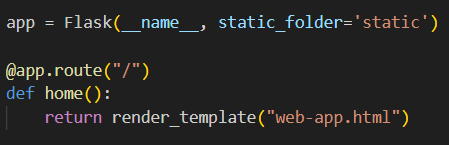 app = Flask(__name__, static_folder='static')
@app.route("/")
def home():
    return render_template("web-app.html")